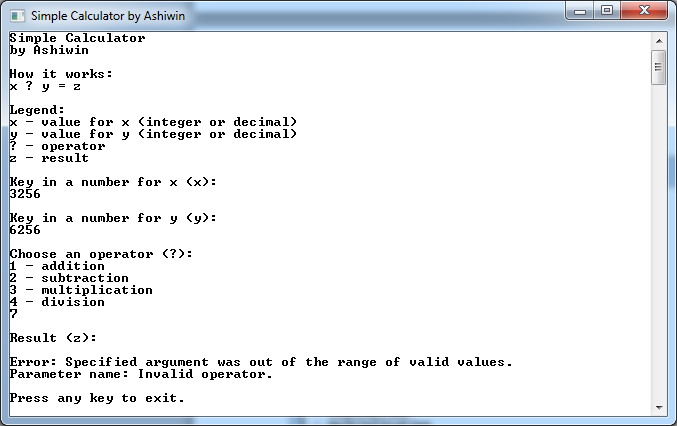 Simple Calculator by Ashiwin
Simple Calculator
by Ashiwin
How it works:
x ? y = z
Legend:
x - value for x (integer or decimal)
y - value for y (integer or decimal)
? - operator
z - result
Key in a number for x (x):
3256
Key in a number for y (y):
6256
Choose an operator (?):
1 - addition
2 - subtraction
3 - multiplication
4 - division
7
Result (z):
Error: Specified argument was out of the range of valid values.
Parameter name: Invalid operator.
Press any key to exit.